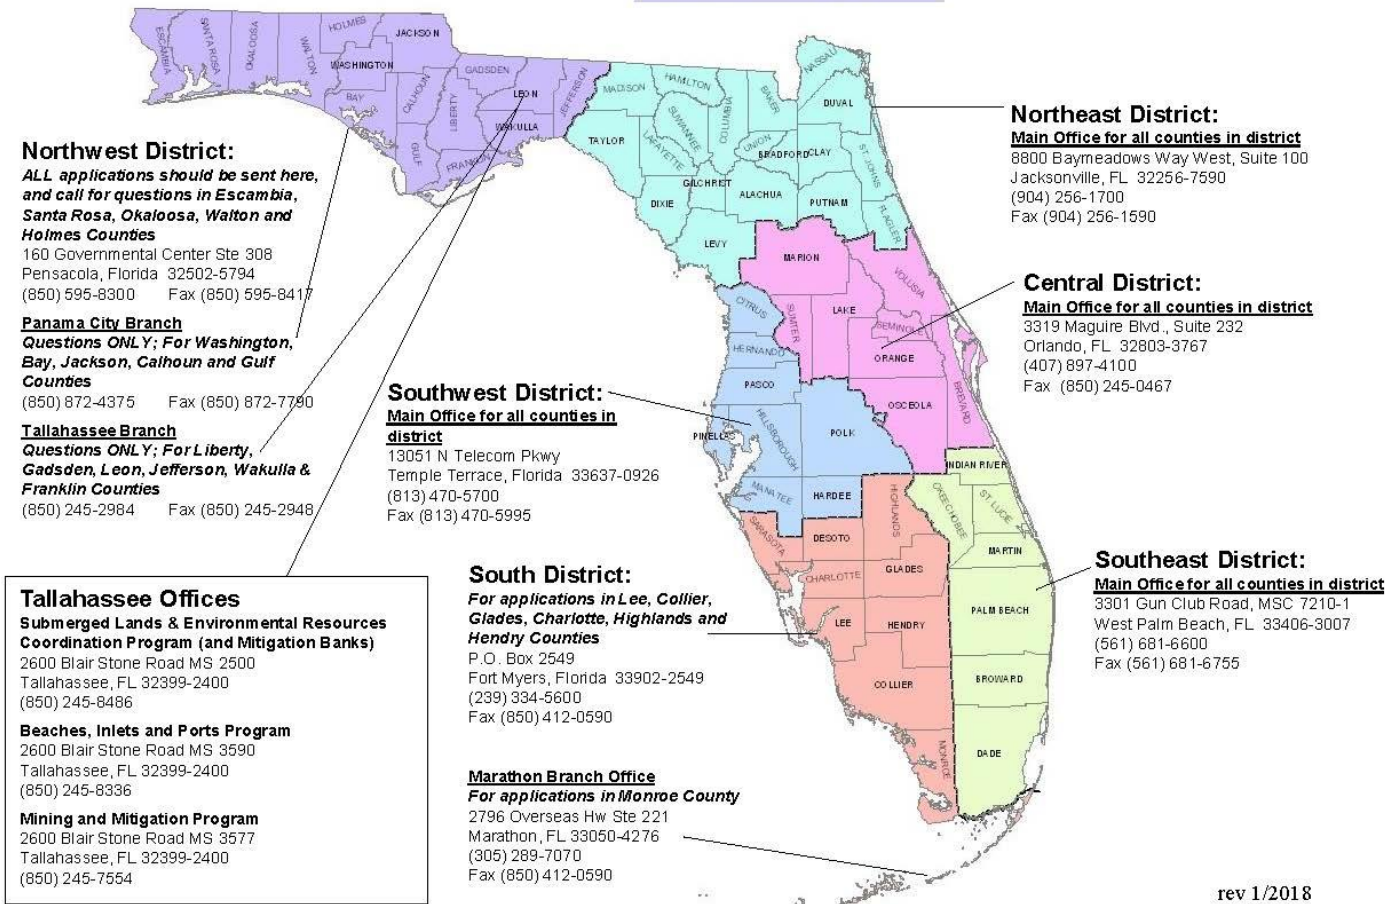 Northwest District:
ALL applications should be sent here,
and call for questions in Escambia,
Santa Rosa, Okaloosa, Walton and
Holmes Counties
160 Governmental Center Ste 308
Pensacola, Florida 32502-5794
(850) 595-8300 Fax (850) 595-8417
Panama City Branch
Questions ONLY; For Washington,
Bay, Jackson, Calhoun and Gulf
Counties
(850) 872-4375 Fax (850) 872-7790
Tallahassee Branch
Questions ONLY; For Liberty,
Gadsden, Leon, Jefferson, Wakulla &
Franklin Counties
(850) 245-2984 Fax (850) 245-2948
Tallahassee Offices
Submerged Lands & Environmental Resources
Coordination Program (and Mitigation Banks)
2600 Blair Stone Road MS 2500
Tallahassee, FL 32399-2400
(850) 245-8486
Beaches, Inlets and Ports Program
2600 Blair Stone Road MS 3590
Tallahassee, FL 32399-2400
(850) 245-8336
Mining and Mitigation Program
2600 Blair Stone Road MS 3577
Tallahassee, FL 32399-2400
(850) 245-7554
Southwest District:
Main Office for all counties in
district
13051 N Telecom Pkwy
Temple Terrace, Florida 33637-0926
(813) 470-5700
Fax (813) 470-5995
South District:
For applications in Lee, Collier,
Glades, Charlotte, Highlands and
Hendry Counties
P.O. Box 2549
Fort Myers, Florida 33902-2549
(239) 334-5600
Fax (850) 412-0590
Marathon Branch Office
For applications in Monroe County
2796 Overseas Hw Ste 221
Marathon, FL 33050-4276
(305) 289-7070
Fax (850) 412-0590
Northeast District:
Main Office for all counties in district
8800 Baymeadows Way West, Suite 100
Jacksonville, FL 32256-7590
(904) 256-1700
Fax (904) 256-1590
Central District:
Main Office for all counties in district
3319 Maguire Blvd., Suite 232
Orlando, FL 32803-3767
(407) 897-4100
Fax (850) 245-0467
Southeast District:
Main Office for all counties in district
3301 Gun Club Road, MSC 7210-1
West Palm Beach, FL 33406-3007
(561) 681-6600
Fax (561) 681-6755
ESCAMBIA
SANTA ROSA
OKALOOSA
WALTON
HOLMES
JACKSON
WASHINGTON
BAY
CALHOUN
GULF
LIBERTY
GADSDEN
LEON
WAKULLA
FRANKLIN
JEFFERSON
MADISON
TAYLOR
HAMILTON
SUWANNEE
LAFAYETTE
DIXIE
COLUMBIA
GILCHRIST
LEVY
BAKER
UNION
BRADFORD
ALACHUA
NASSAU
DUVAL
CLAY
ST JOHNS
PUTNAM
FLAGLER
MARION
VOLUSIA
SUMTER
LAKE
SEMINOLE
ORANGE
OSCEOLA
BREVARD
CITRUS
HERNANDO
PASCO
PINELLAS
HILLSBOROUGH
POLK
MANATEE
HARDEE
SARASOTA
DESOTO
HIGHLANDS
CHARLOTTE
GLADES
LEE
HENDRY
COLLIER
MONROE
INDIAN RIVER
OKEECHOBEE
ST LUCIE
MARTIN
PALM BEACH
BROWARD
DADE
rev 1/2018